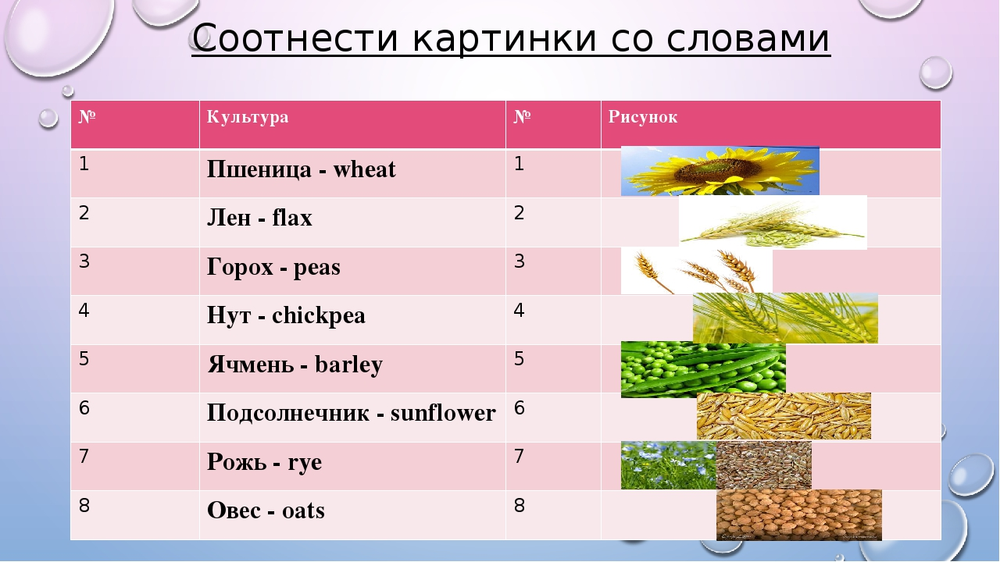 Соотнести картинки со словами
№ Культура № Рисунок
1 Пшеница - wheat 1
2 Лен - flax 2
3 Горох - peas 3
4 Нут - chickpea 4
5 Ячмень - barley 5
6 Подсолнечник - sunflower 6
7 Рожь - rye 7
8 Овес - oats 8